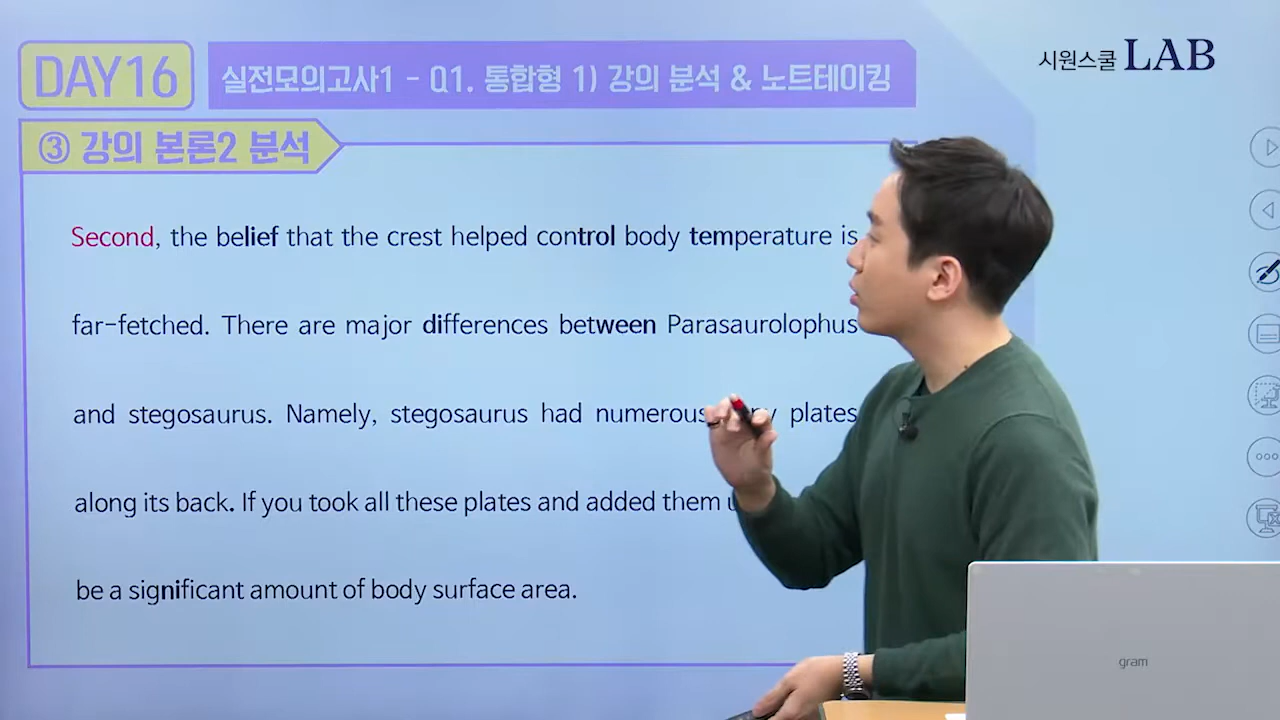 DAY16
실전모의고사1 - Q1. 통합형 1) 강의 분석 & 노트테이킹
시원스쿨 LAB
③ 강의 본론2 분석
Second, the belief that the crest helped control body temperature is
far-fetched. There are major differences between Parasaurolophus
and stegosaurus. Namely, stegosaurus had numerous plates
along its back. If you took all these plates and added them
be a significant amount of body surface area.
gram